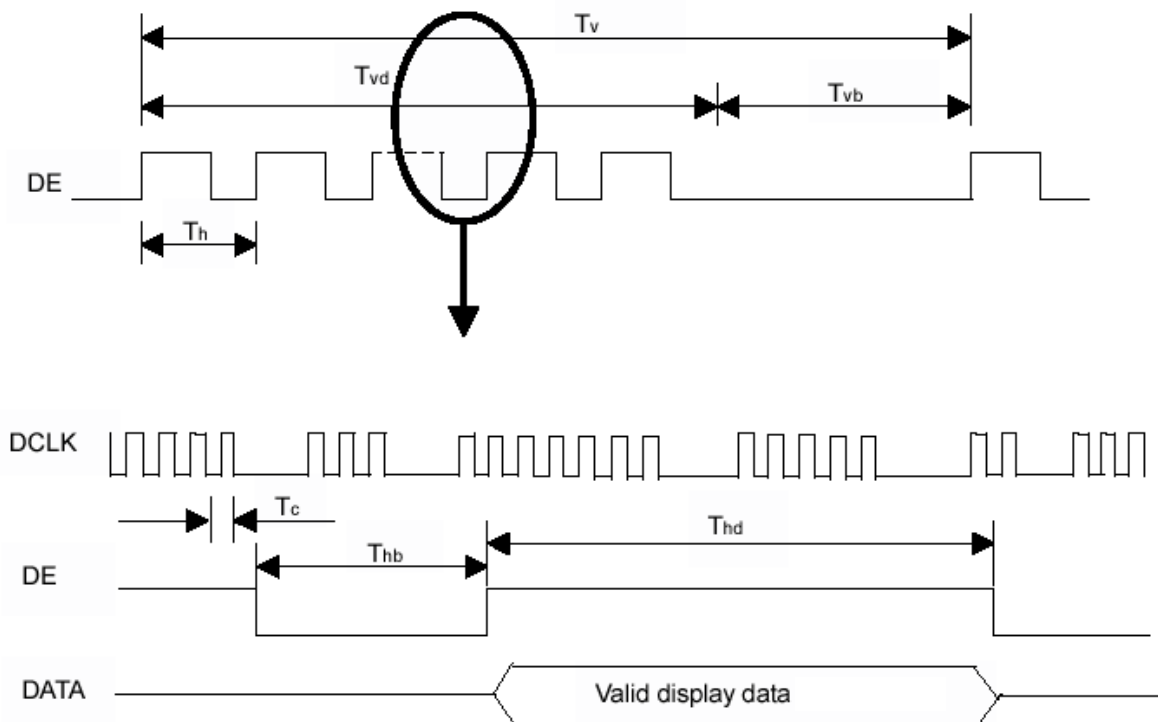 Tv
Tvd
Tvb
DE
Th
DCLK
Tc
Thd
Thb
DE
DATA
Valid display data